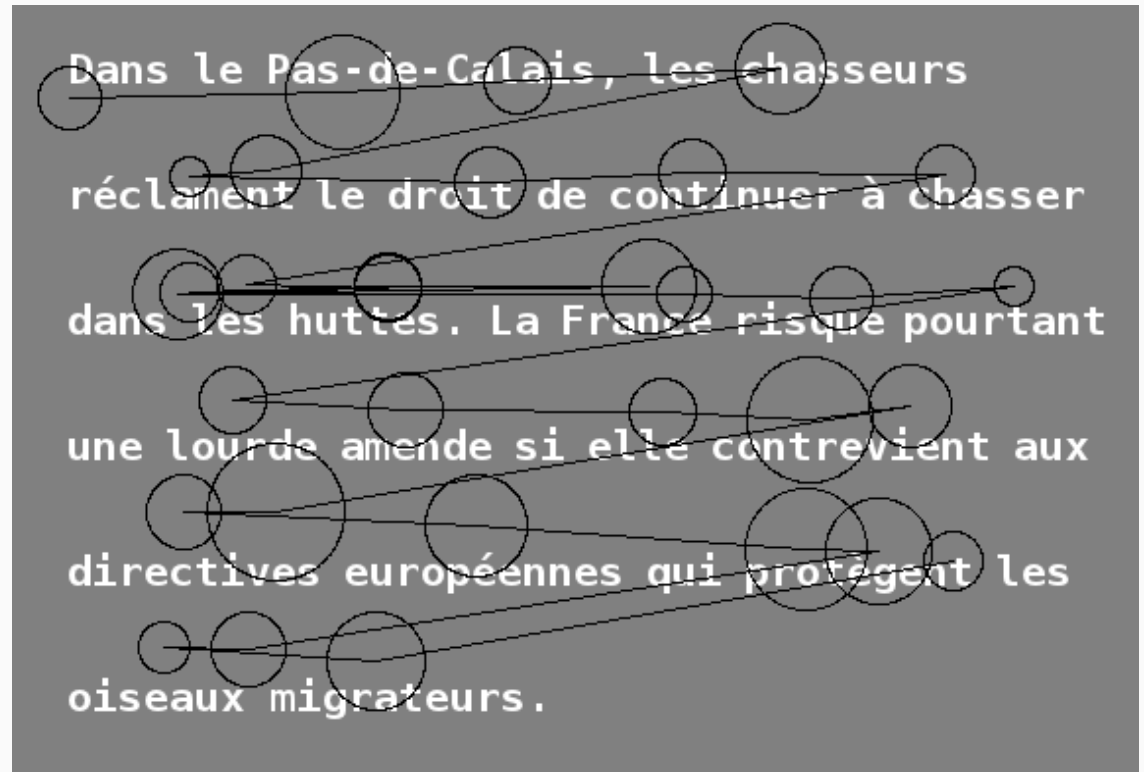 Dans le Pas-de-Calais, les chasseurs
réclament le droit de continuer à chasser
dans les huttes. La France risque pourtant
une lourde amende si elle contrevient aux
directives européennes qui protègent les
oiseaux migrateurs.